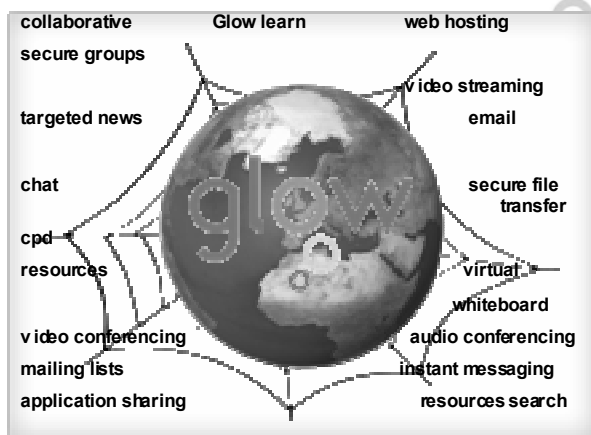 collaborative Glow learn web hosting
secure groups
video streaming
targeted news email
glow
chat secure file
transfer
cpd
resources virtual
whiteboard
video conferencing audio conferencing
mailing lists instant messaging
application sharing resources search